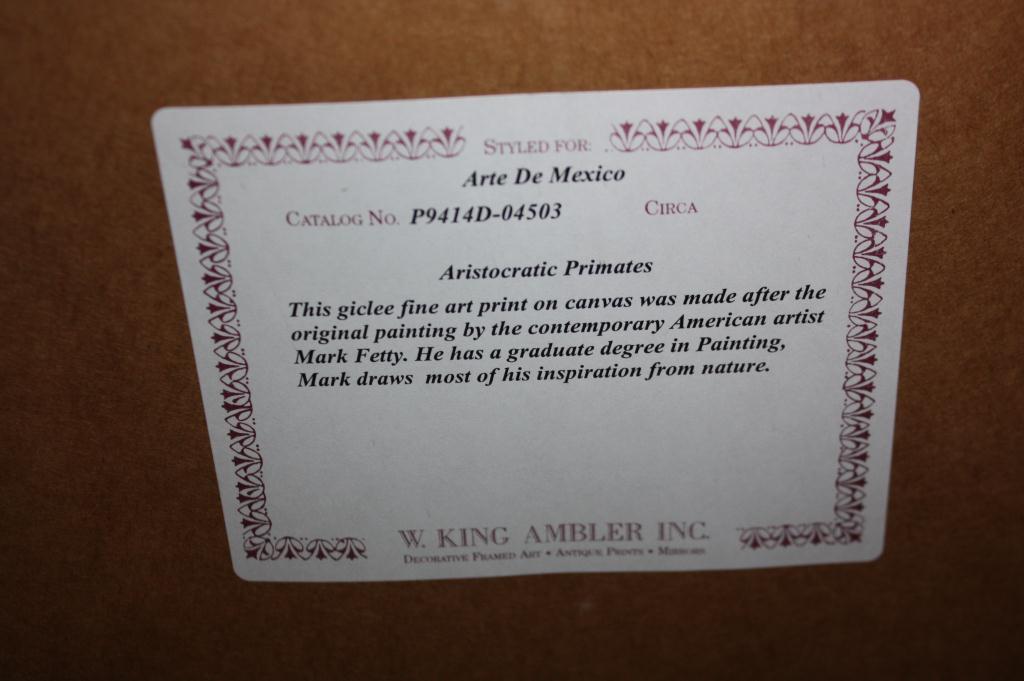 STYLED FOR:
Arte De Mexico
CATALOG NO. P9414D-04503 CIRCA
Aristocratic Primates
This giclee fine art print on canvas was made after the
original painting by the contemporary American artist
Mark Fetty. He has a graduate degree in Painting,
Mark draws most of his inspiration from nature.
W. KING AMBLER INC.
DECORATIVE FRAMED ART • ANTIQUE PRINTS • MIRRORS